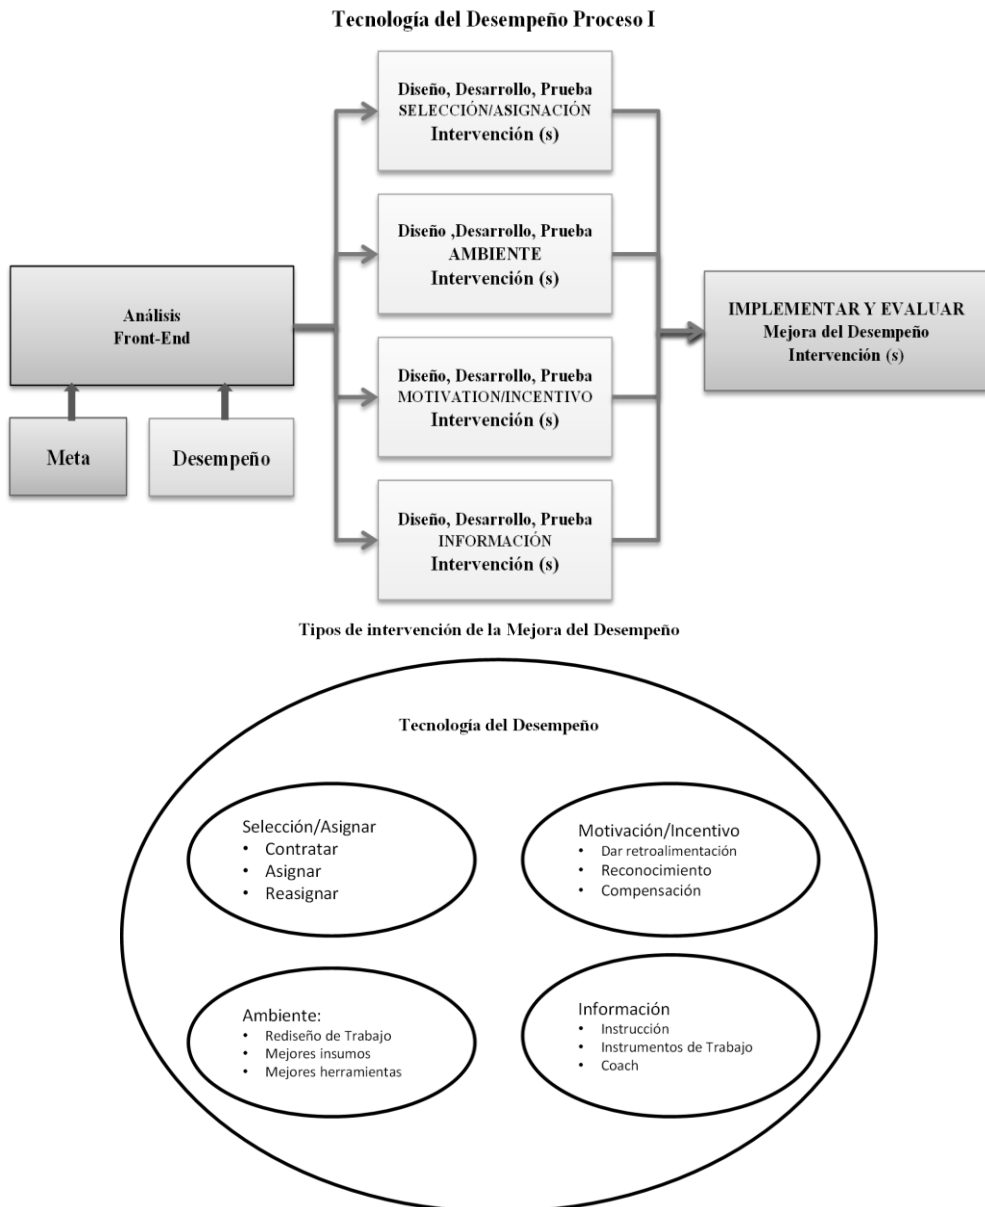 Tecnología del Desempeño Proceso I
Diseño, Desarrollo, Prueba
SELECCIÓN/ASIGNACIÓN
Intervención (s)
Diseño ,Desarrollo, Prueba
AMBIENTE
Intervención (s)
Análisis
Front-End
Meta
Desempeño
Diseño, Desarrollo, Prueba
MOTIVATION/INCENTIVO
Intervención (s)
Diseño, Desarrollo, Prueba
INFORMACIÓN
Intervención (s)
IMPLEMENTAR Y EVALUAR
Mejora del Desempeño
Intervención (s)
Tipos de intervención de la Mejora del Desempeño
Tecnología del Desempeño
Selección/Asignar
• Contratar
• Asignar
• Reasignar
Motivación/Incentivo
• Dar retroalimentación
• Reconocimiento
• Compensación
Ambiente:
• Rediseño de Trabajo
• Mejores insumos
• Mejores herramientas
Información
• Instrucción
• Instrumentos de Trabajo
• Coach